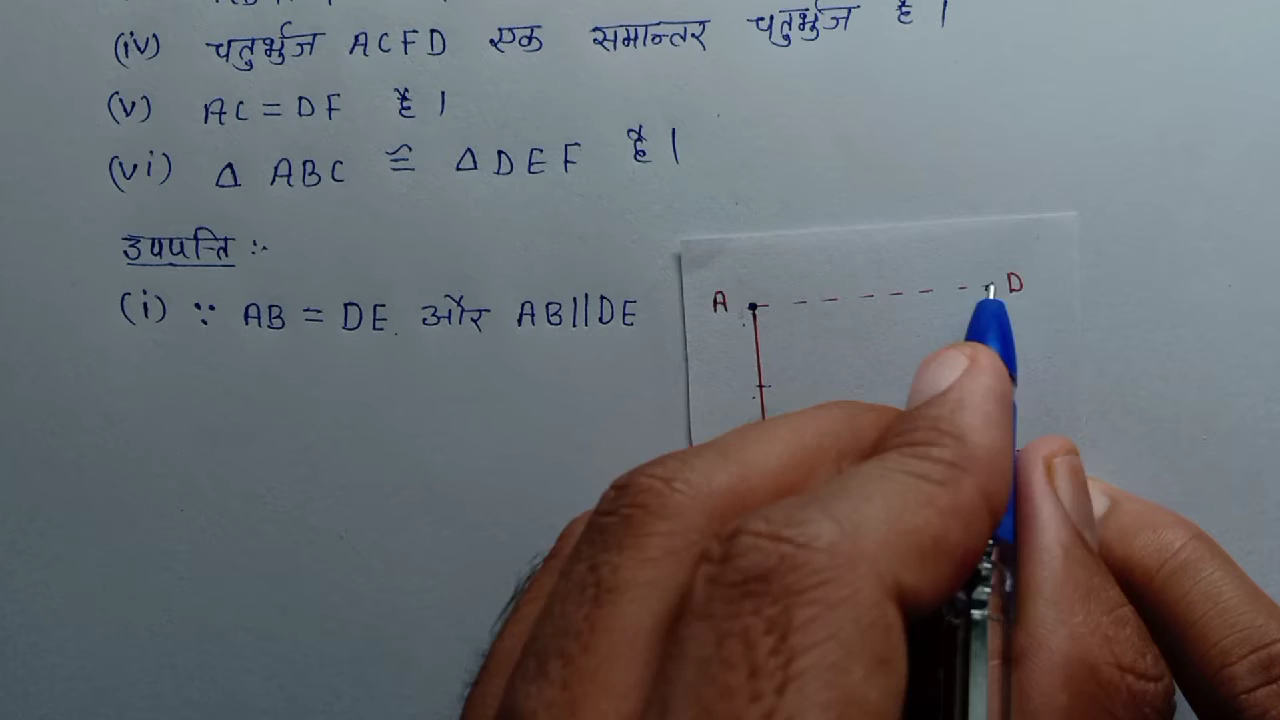 (iv) चतुर्भुज ACFD एक समान्तर चतुर्भुज है।
(v) AC = DF है।
(vi) Δ ABC ≅ Δ DEF है।
उपपत्ति :-
(i) ∵ AB = DE और AB||DE
A
D